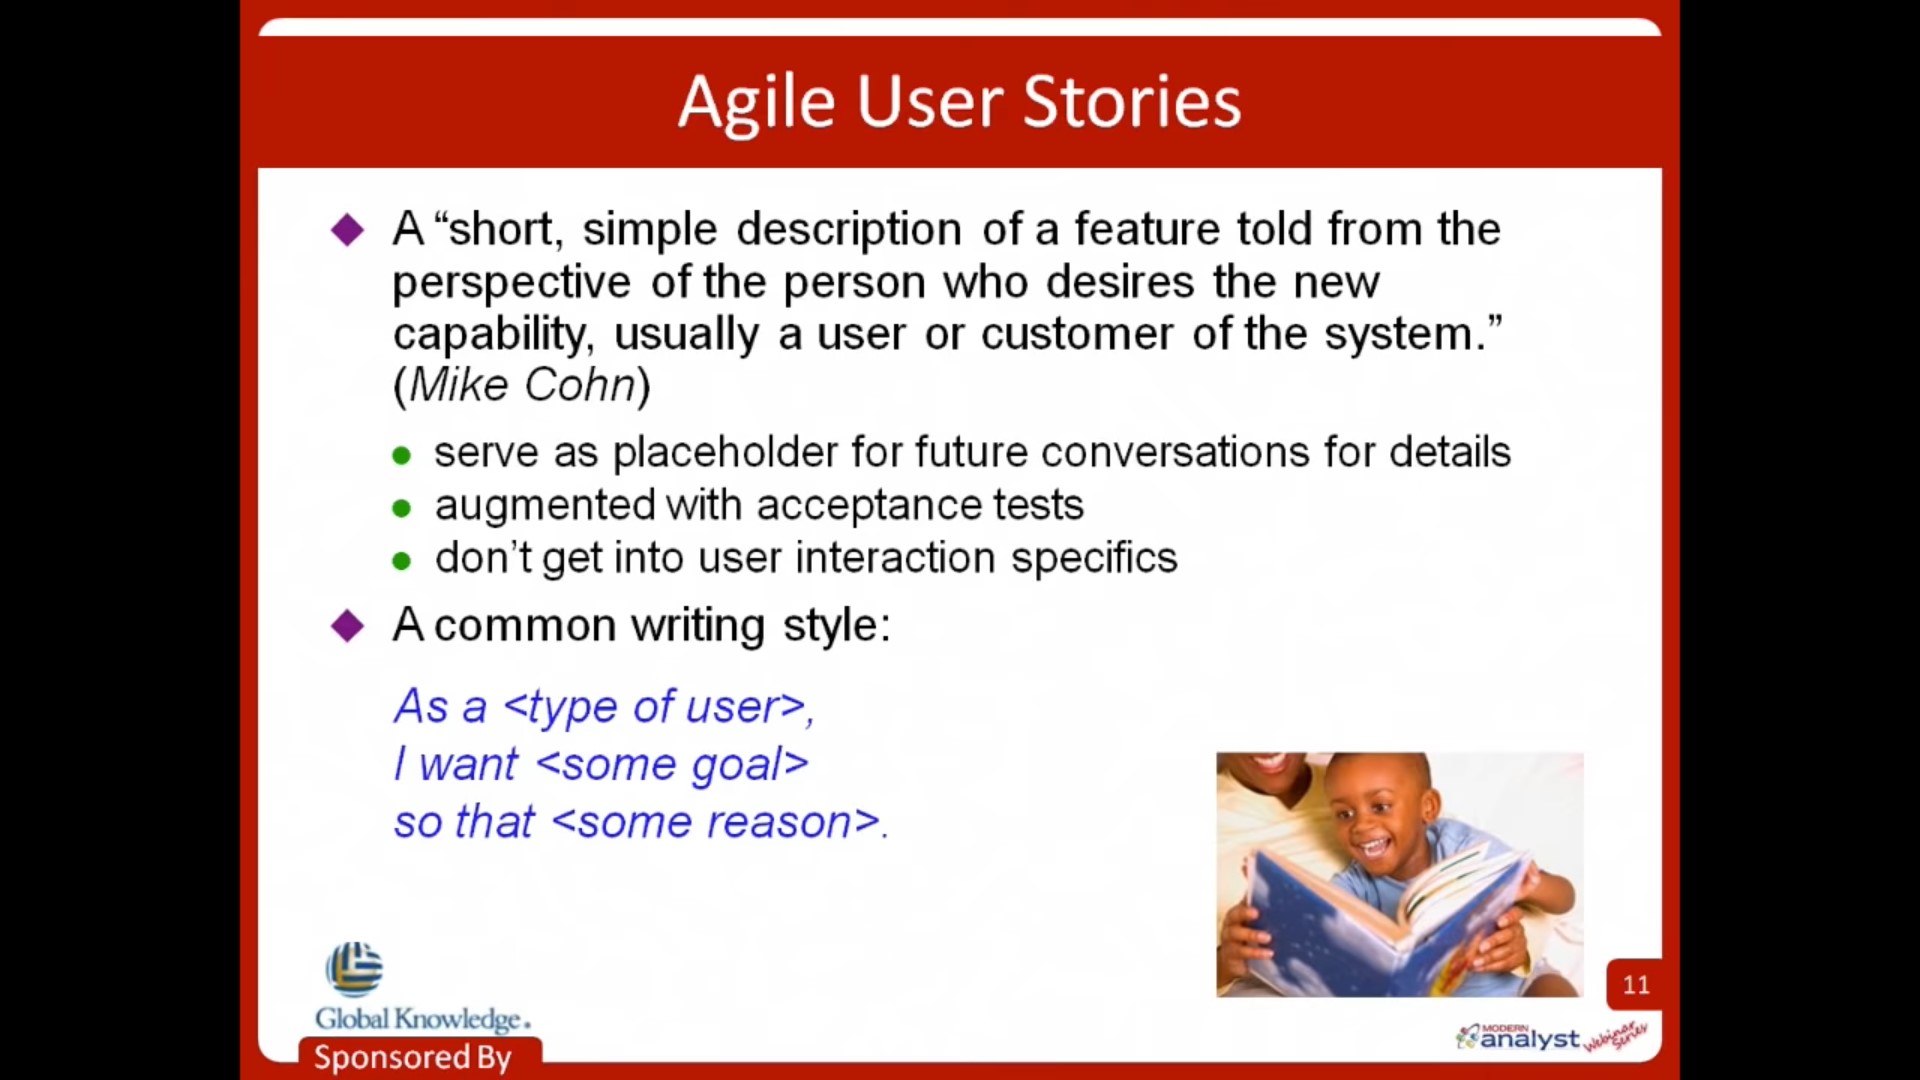 Agile User Stories
A “short, simple description of a feature told from the
perspective of the person who desires the new
capability, usually a user or customer of the system.”
(Mike Cohn)
serve as placeholder for future conversations for details
augmented with acceptance tests
don’t get into user interaction specifics
A common writing style:
As a <type of user>,
I want <some goal>
so that <some reason>.
11
Global Knowledge.
Sponsored By
MODERN
analyst
Webinar
Series